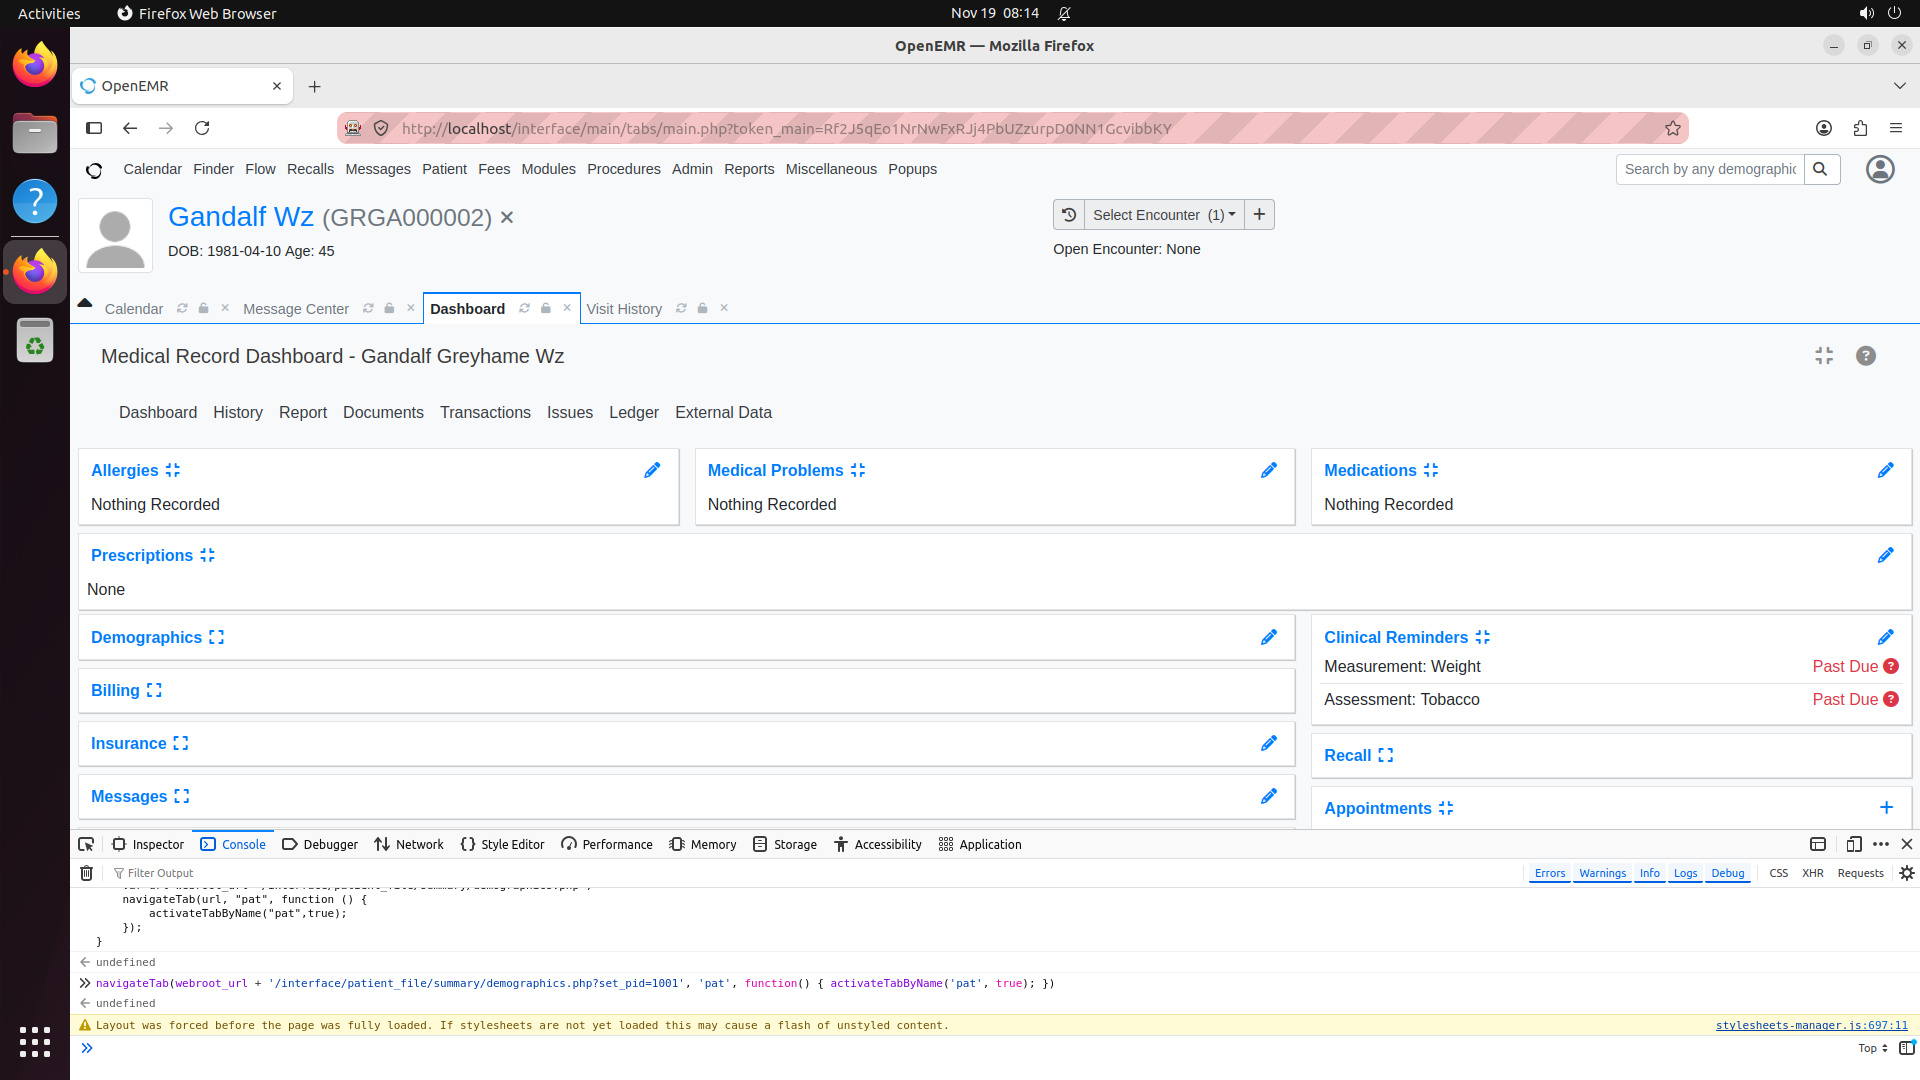 Activities Firefox Web Browser Nov 19 08:14
OpenEMR — Mozilla Firefox
OpenEMR
http://localhost/interface/main/tabs/main.php?token_main=Rf2J5qEo1NrNwFxRJj4PbUZzurpD0NN1GcvibbKY
Calendar Finder Flow Recalls Messages Patient Fees Modules Procedures Admin Reports Miscellaneous Popups Search by any demographic
Gandalf Wz (GRGA000002)
Select Encounter (1)
DOB: 1981-04-10 Age: 45
Open Encounter: None
Calendar Message Center Dashboard Visit History
Medical Record Dashboard - Gandalf Greyhame Wz
Dashboard History Report Documents Transactions Issues Ledger External Data
Allergies Medical Problems Medications
Nothing Recorded Nothing Recorded Nothing Recorded
Prescriptions
None
Demographics Clinical Reminders
Measurement: Weight Past Due
Billing
Assessment: Tobacco Past Due
Insurance
Recall
Messages
Appointments
Inspector Console Debugger Network Style Editor Performance Memory Storage Accessibility Application
Filter Output Errors Warnings Info Logs Debug CSS XHR Requests
navigateTab(url, "pat", function () {
activateTabByName("pat",true);
});
}
undefined
navigateTab(webroot_url + '/interface/patient_file/summary/demographics.php?set_pid=1001', 'pat', function() { activateTabByName('pat', true); })
undefined
Layout was forced before the page was fully loaded. If stylesheets are not yet loaded this may cause a flash of unstyled content. stylesheets-manager.js:697:11
Top